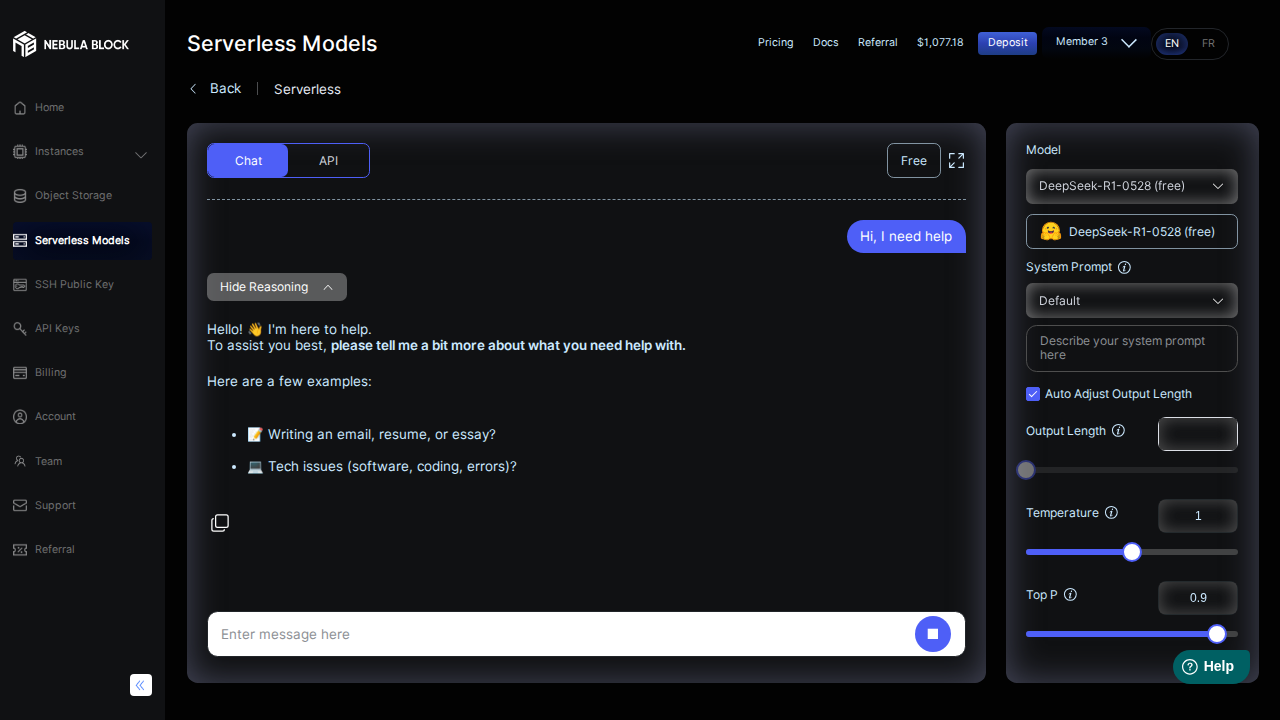 NEBULA BLOCK
Home
Instances
Object Storage
Serverless Models
SSH Public Key
API Keys
Billing
Account
Team
Support
Referral
Serverless Models
Pricing
Docs
Referral
$1,077.18
Deposit
Member 3
EN
FR
Back
Serverless
Chat
API
Free
Hi, I need help
Hide Reasoning
Hello! 👋 I'm here to help.
To assist you best, please tell me a bit more about what you need help with.
Here are a few examples:
• 📝 Writing an email, resume, or essay?
• 💻 Tech issues (software, coding, errors)?
Enter message here
Model
DeepSeek-R1-0528 (free)
DeepSeek-R1-0528 (free)
System Prompt
Default
Describe your system prompt
here
Auto Adjust Output Length
Output Length
Temperature
1
Top P
0.9
Help